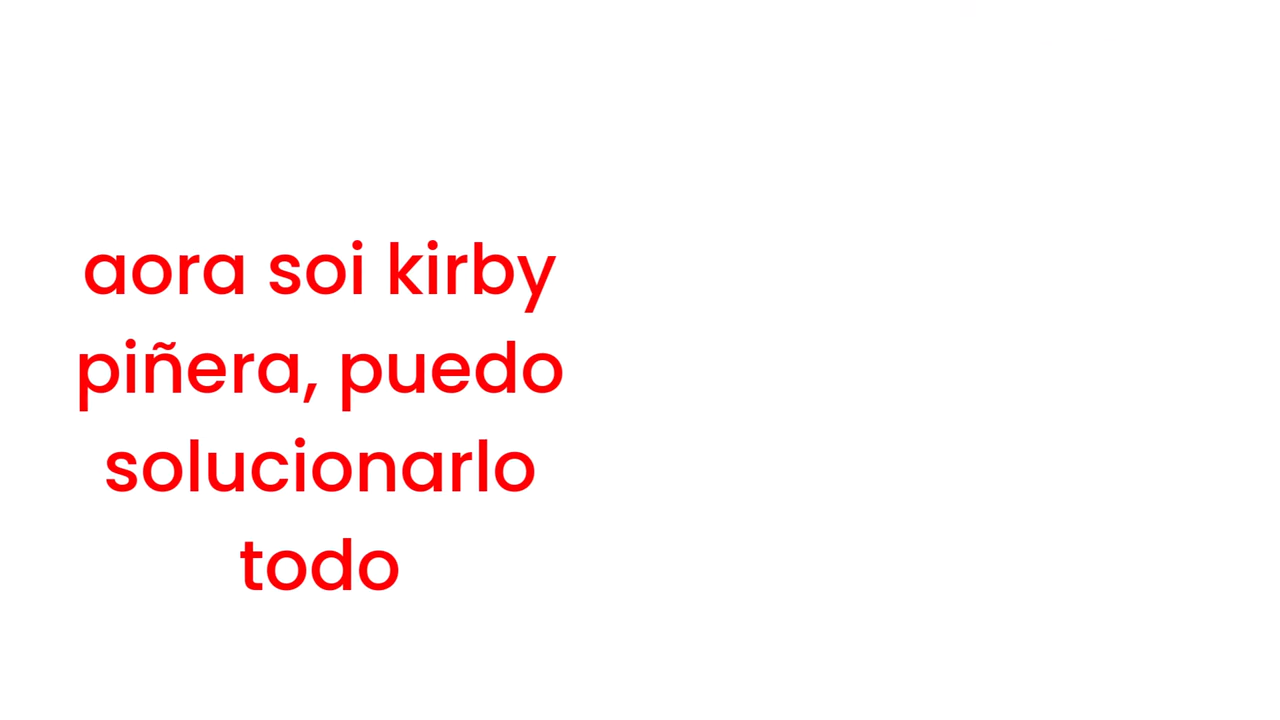 aora soi kirby
piñera, puedo
solucionarlo
todo